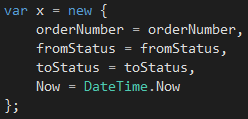 var x = new {
    orderNumber = orderNumber,
    fromStatus = fromStatus,
    toStatus = toStatus,
    Now = DateTime.Now
};